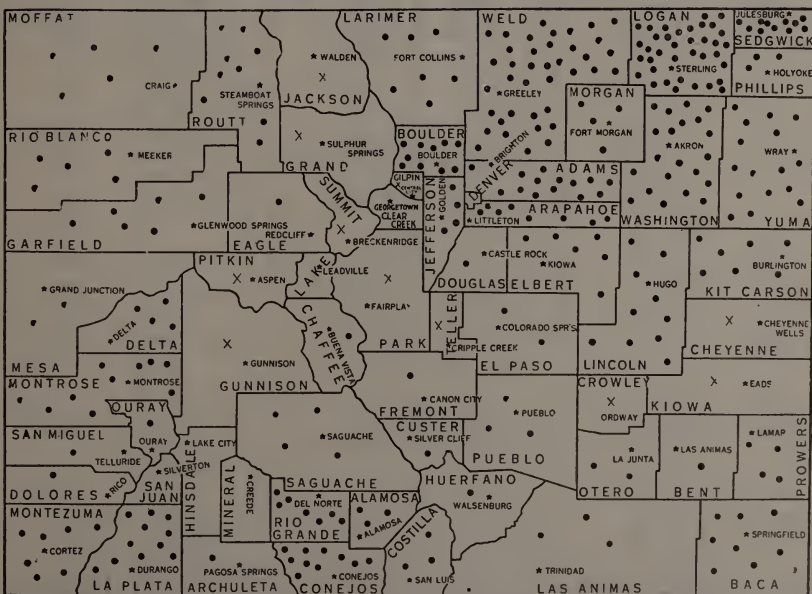 MOFFAT
CRAIG
ROUTT
STEAMBOAT
SPRINGS
WALDEN
JACKSON
LARIMER
FORT COLLINS
WELD
GREELEY
LOGAN
STERLING
JULESBURG
SEDGWICK
HOLYOKE
PHILLIPS
MORGAN
FORT MORGAN
RIO BLANCO
MEEKER
SULPHUR
SPRINGS
GRAND
BOULDER
BOULDER
GILPIN
CENTRAL
CITY
BRIGHTON
ADAMS
AKRON
WASHINGTON
WRAY
YUMA
GLENWOOD SPRINGS
GARFIELD
REDCLIFF
EAGLE
SUMMIT
BRECKENRIDGE
GEORGETOWN
CLEAR
CREEK
JEFFERSON
GOLDEN
DENVER
ARAPAHOE
LITTLETON
GRAND JUNCTION
MESA
DELTA
DELTA
PITKIN
ASPEN
LAKE
LEADVILLE
FAIRPLAY
PARK
CASTLE ROCK
DOUGLAS
KIOWA
ELBERT
HUGO
LINCOLN
BURLINGTON
KIT CARSON
CHEYENNE
WELLS
CHEYENNE
MONTROSE
MONTROSE
GUNNISON
GUNNISON
CHAFFEE
BUENA VISTA
TELLER
CRIPPLE CREEK
COLORADO SPR'S.
EL PASO
CROWLEY
ORDWAY
EADS
KIOWA
OURAY
OURAY
SAN MIGUEL
TELLURIDE
LAKE CITY
HINSDALE
SILVERTON
SAN
JUAN
RICO
DOLORES
SAGUACHE
SAGUACHE
MINERAL
CREEDE
CANON CITY
FREMONT
CUSTER
SILVER CLIFF
PUEBLO
PUEBLO
LA JUNTA
OTERO
LAS ANIMAS
BENT
LAMAP
PROWERS
MONTEZUMA
CORTEZ
DURANGO
LA PLATA
PAGOSA SPRINGS
ARCHULETA
DEL NORTE
RIO
GRANDE
ALAMOSA
ALAMOSA
CONEJOS
CONEJOS
COSTILLA
SAN LUIS
HUERFANO
WALSENBURG
TRINIDAD
LAS ANIMAS
SPRINGFIELD
BACA